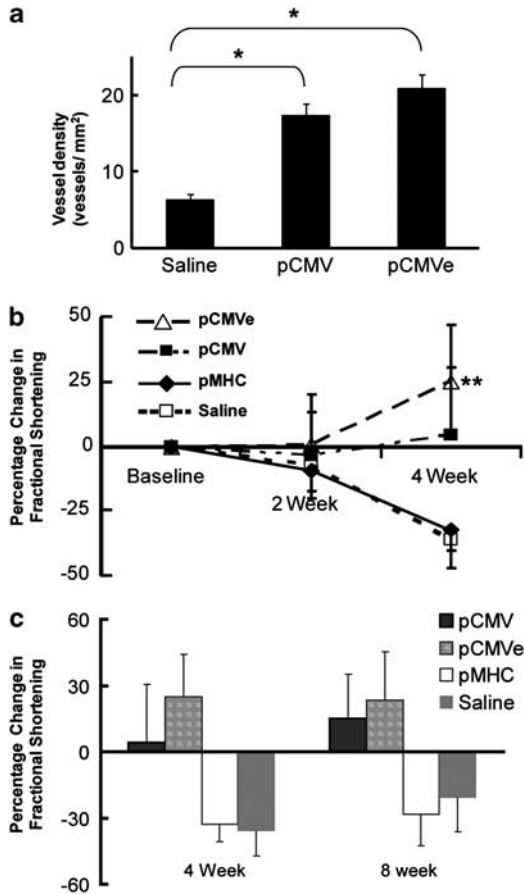 a
*
*
Vessel density
(vessels/ mm²)
20
10
0
Saline
pCMV
pCMVe
b
Percentage Change in
Fractional Shortening
50
25
0
-25
-50
pCMVe
pCMV
pMHC
Saline
**
Baseline
2 Week
4 Week
c
Percentage Change in
Fractional Shortening
60
30
0
-30
-60
pCMV
pCMVe
pMHC
Saline
4 Week
8 week